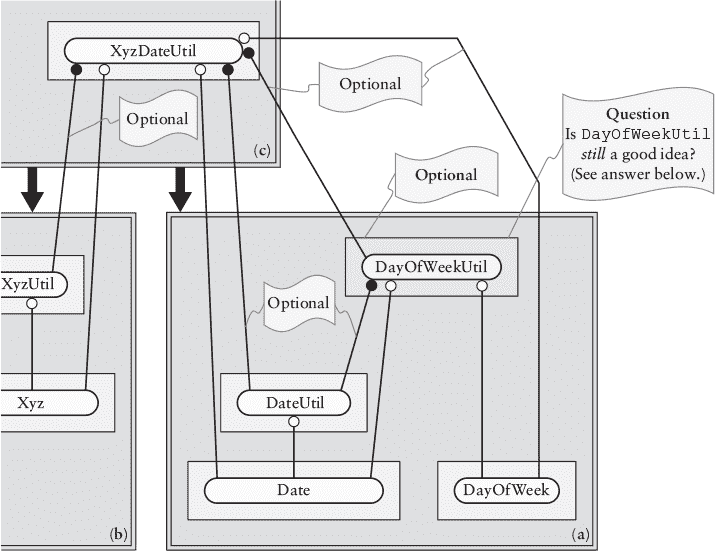 XyzDateUtil
Optional
Optional
(c)
Question
Is DayOfWeekUtil
still a good idea?
(See answer below.)
Optional
DayOfWeekUtil
XyzUtil
Optional
Xyz
DateUtil
Date
DayOfWeek
(b)
(a)